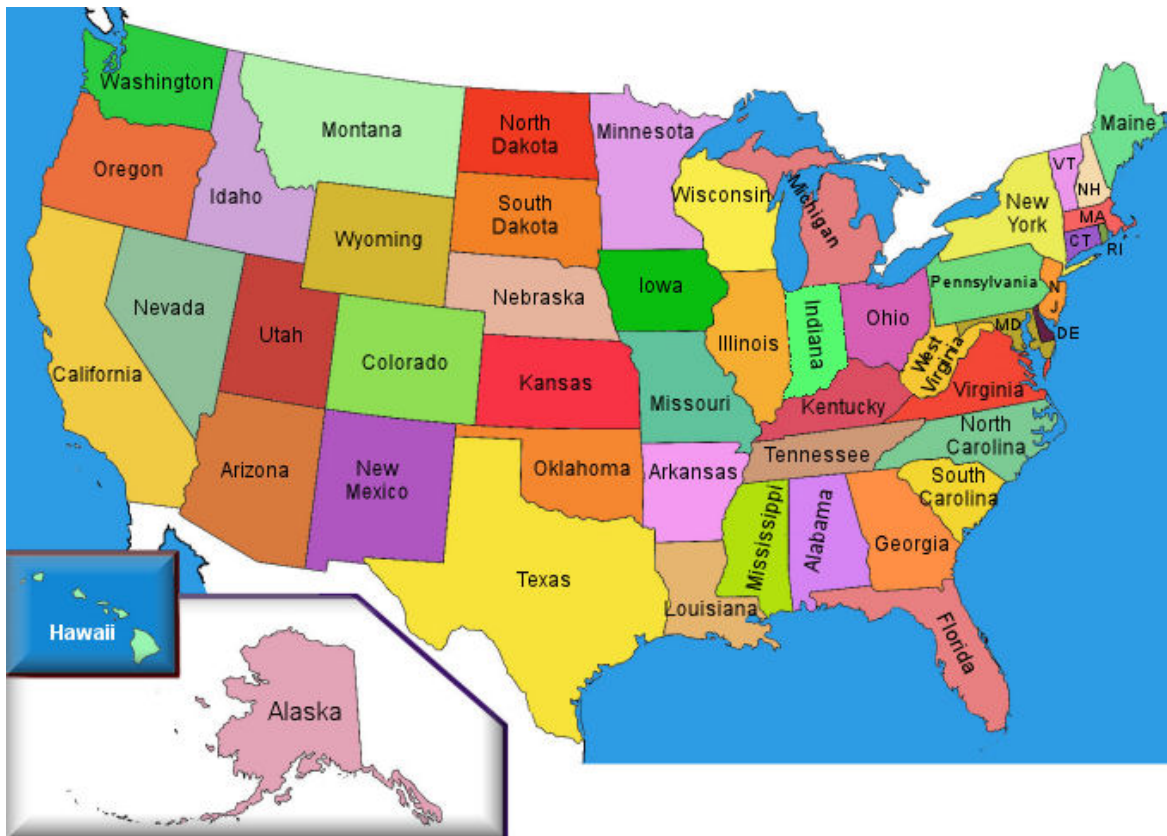 Washington
Montana
North
Dakota
Minnesota
Maine
Oregon
Idaho
South
Dakota
Wisconsin
Michigan
VT
NH
New
York
MA
CT
RI
Wyoming
Nebraska
Iowa
Pennsylvania
N
J
Nevada
Utah
Colorado
Illinois
Indiana
Ohio
MD
DE
West
Virginia
California
Kansas
Missouri
Kentucky
Virginia
Arizona
New
Mexico
Oklahoma
Arkansas
Tennessee
North
Carolina
South
Carolina
Texas
Louisiana
Mississippi
Alabama
Georgia
Florida
Hawaii
Alaska